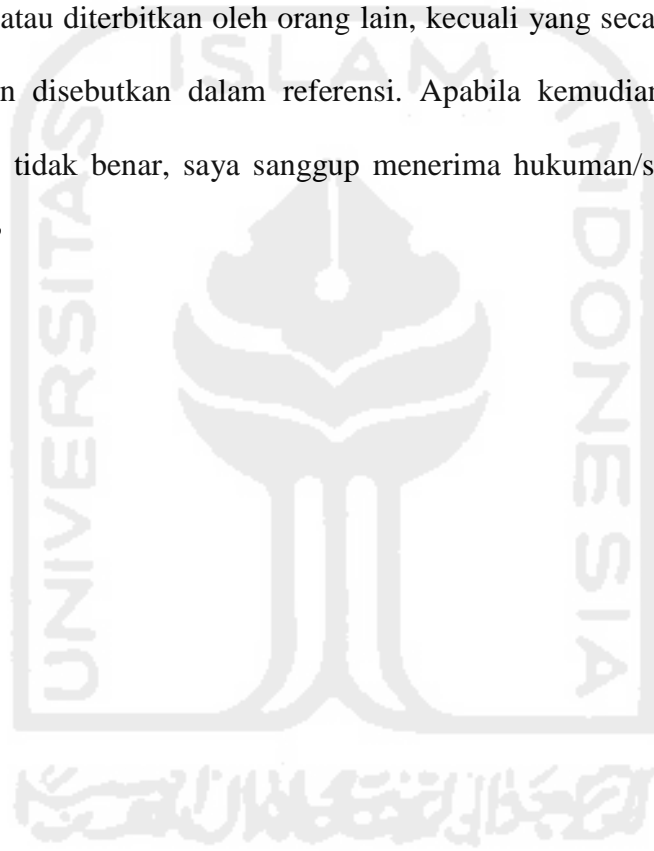 atau diterbitkan oleh orang lain, kecuali yang seca
n disebutkan dalam referensi. Apabila kemudian
tidak benar, saya sanggup menerima hukuman/s
ISLAM
UNIVERSITAS
INDONESIA